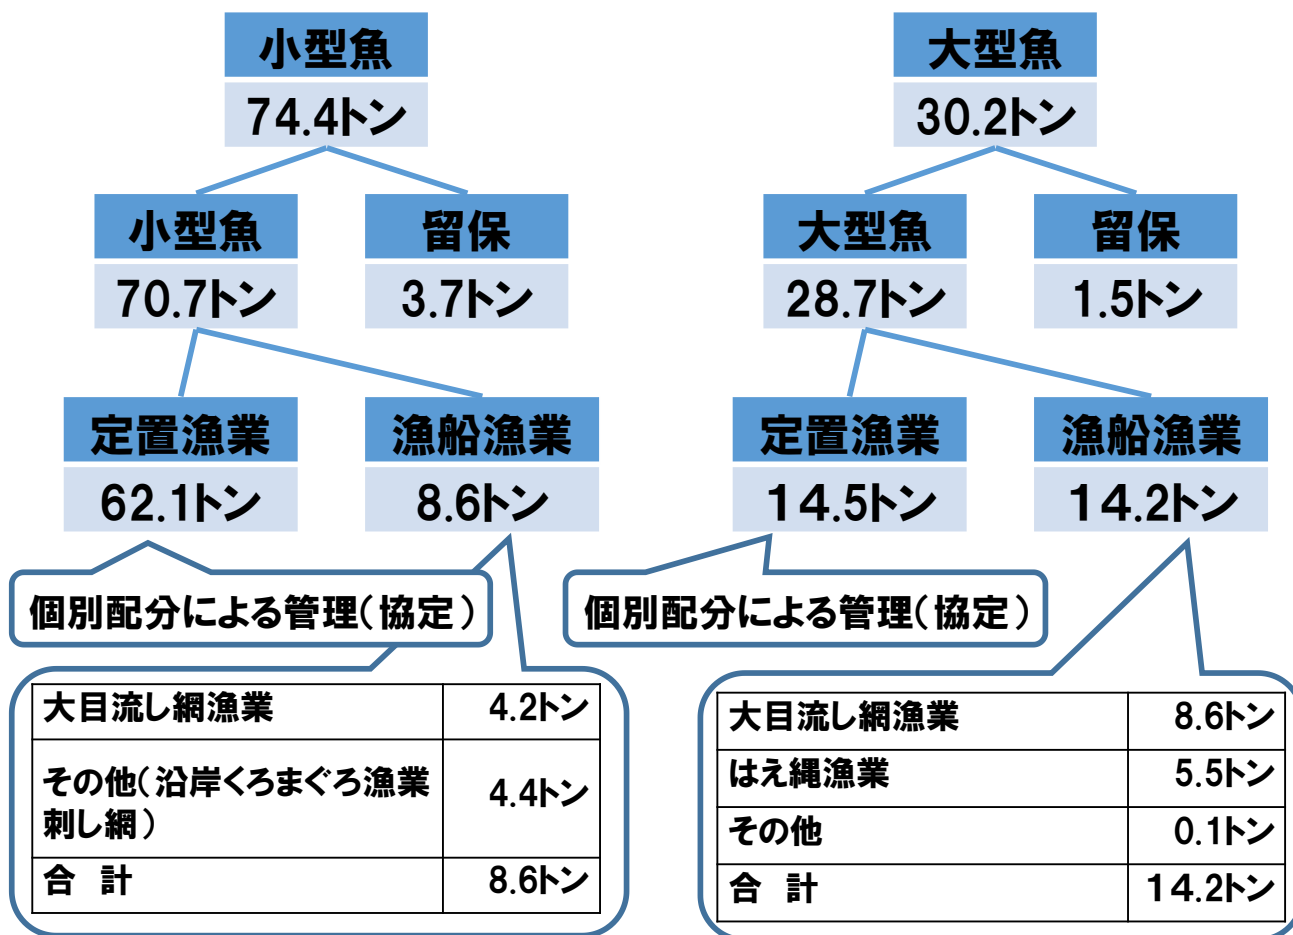 小型魚
74.4トン
大型魚
30.2トン
小型魚
70.7トン
留保
3.7トン
大型魚
28.7トン
留保
1.5トン
定置漁業
62.1トン
漁船漁業
8.6トン
定置漁業
14.5トン
漁船漁業
14.2トン
個別配分による管理(協定)
個別配分による管理(協定)
大目流し網漁業 4.2トン
その他(沿岸くろまぐろ漁業
刺し網) 4.4トン
合 計 8.6トン
大目流し網漁業 8.6トン
はえ縄漁業 5.5トン
その他 0.1トン
合 計 14.2トン